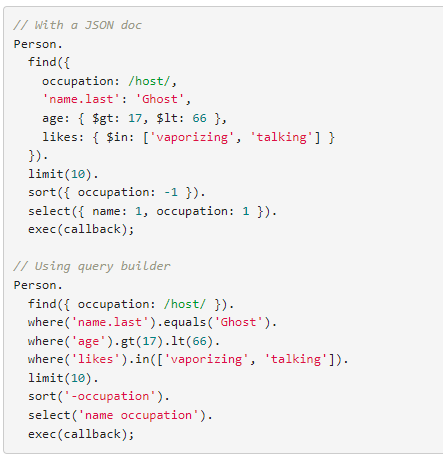 // With a JSON doc
Person.
  find({
    occupation: /host/,
    'name.last': 'Ghost',
    age: { $gt: 17, $lt: 66 },
    likes: { $in: ['vaporizing', 'talking'] }
  }).
  limit(10).
  sort({ occupation: -1 }).
  select({ name: 1, occupation: 1 }).
  exec(callback);

// Using query builder
Person.
  find({ occupation: /host/ }).
  where('name.last').equals('Ghost').
  where('age').gt(17).lt(66).
  where('likes').in(['vaporizing', 'talking']).
  limit(10).
  sort('-occupation').
  select('name occupation').
  exec(callback);